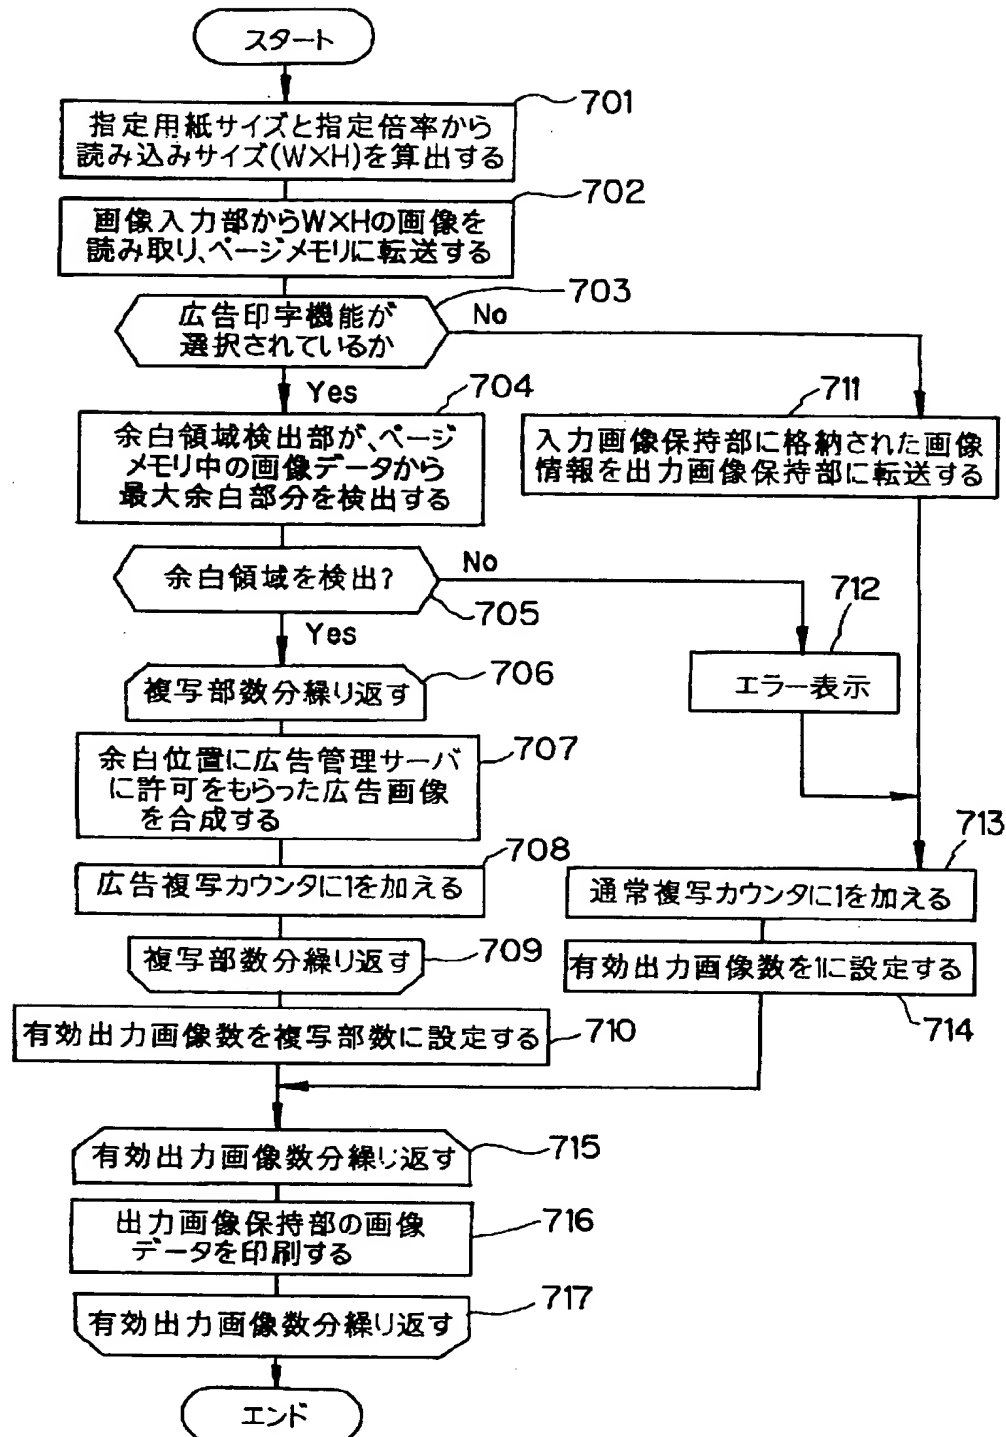 スタート
701
指定用紙サイズと指定倍率から
読み込みサイズ(W×H)を算出する
702
画像入力部からW×Hの画像を
読み取り、ページメモリに転送する
703
広告印字機能が
選択されているか
No
Yes
704
余白領域検出部が、ページ
メモリ中の画像データから
最大余白部分を検出する
711
入力画像保持部に格納された画像
情報を出力画像保持部に転送する
余白領域を検出?
No
705
Yes
712
エラー表示
706
複写部数分繰り返す
707
余白位置に広告管理サーバ
に許可をもらった広告画像
を合成する
708
広告複写カウンタに1を加える
713
通常複写カウンタに1を加える
709
複写部数分繰り返す
有効出力画像数を1に設定する
714
有効出力画像数を複写部数に設定する
710
有効出力画像数分繰り返す
715
出力画像保持部の画像
データを印刷する
716
有効出力画像数分繰り返す
717
エンド